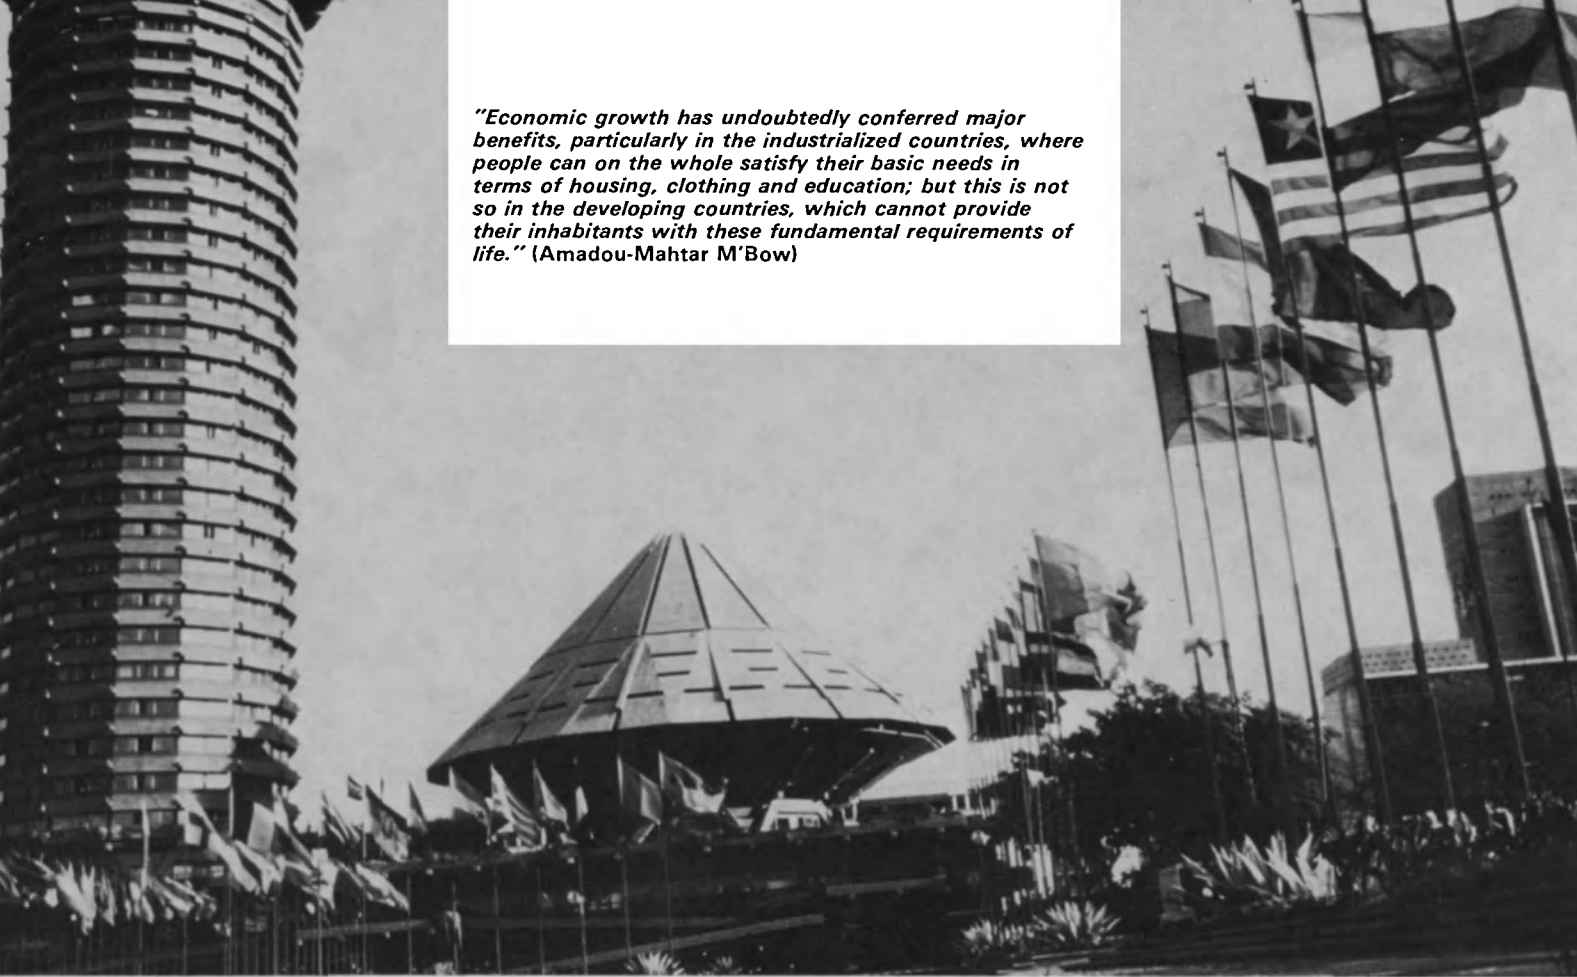 "Economic growth has undoubtedly conferred major
benefits, particularly in the industrialized countries, where
people can on the whole satisfy their basic needs in
terms of housing, clothing and education; but this is not
so in the developing countries, which cannot provide
their inhabitants with these fundamental requirements of
life." (Amadou-Mahtar M'Bow)